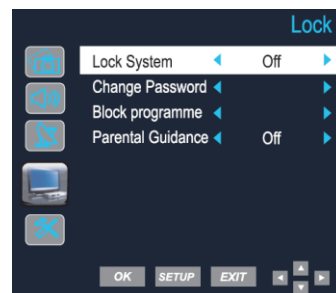 Lock
Lock System Off
Change Password
Block programme
Parental Guidance Off
OK SETUP EXIT